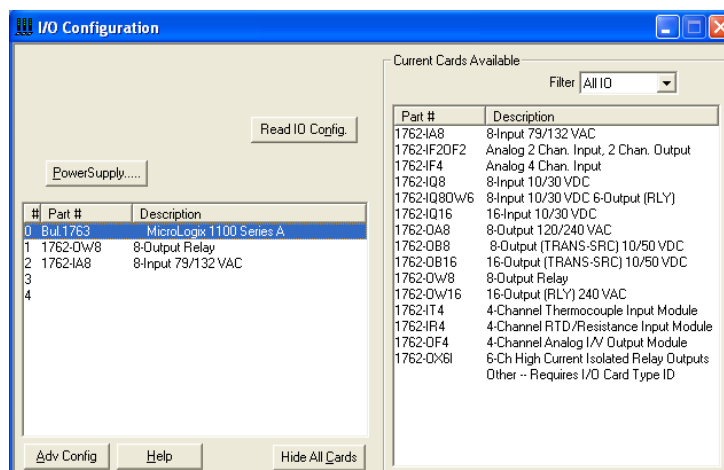 I/O Configuration
Read IO Config.
PowerSupply.....
# Part # Description
0 Bul.1763 MicroLogix 1100 Series A
1 1762-OW8 8-Output Relay
2 1762-IA8 8-Input 79/132 VAC
3
4
Adv Config Help Hide All Cards
Current Cards Available
Filter All IO
Part # Description
1762-IA8 8-Input 79/132 VAC
1762-IF2OF2 Analog 2 Chan. Input, 2 Chan. Output
1762-IF4 Analog 4 Chan. Input
1762-IQ8 8-Input 10/30 VDC
1762-IQ8OW6 8-Input 10/30 VDC 6-Output (RLY)
1762-IQ16 16-Input 10/30 VDC
1762-OA8 8-Output 120/240 VAC
1762-OB8 8-Output (TRANS-SRC) 10/50 VDC
1762-OB16 16-Output (TRANS-SRC) 10/50 VDC
1762-OW8 8-Output Relay
1762-OW16 16-Output (RLY) 240 VAC
1762-IT4 4-Channel Thermocouple Input Module
1762-IR4 4-Channel RTD/Resistance Input Module
1762-OF4 4-Channel Analog I/V Output Module
1762-OX6I 6-Ch High Current Isolated Relay Outputs
Other -- Requires I/O Card Type ID